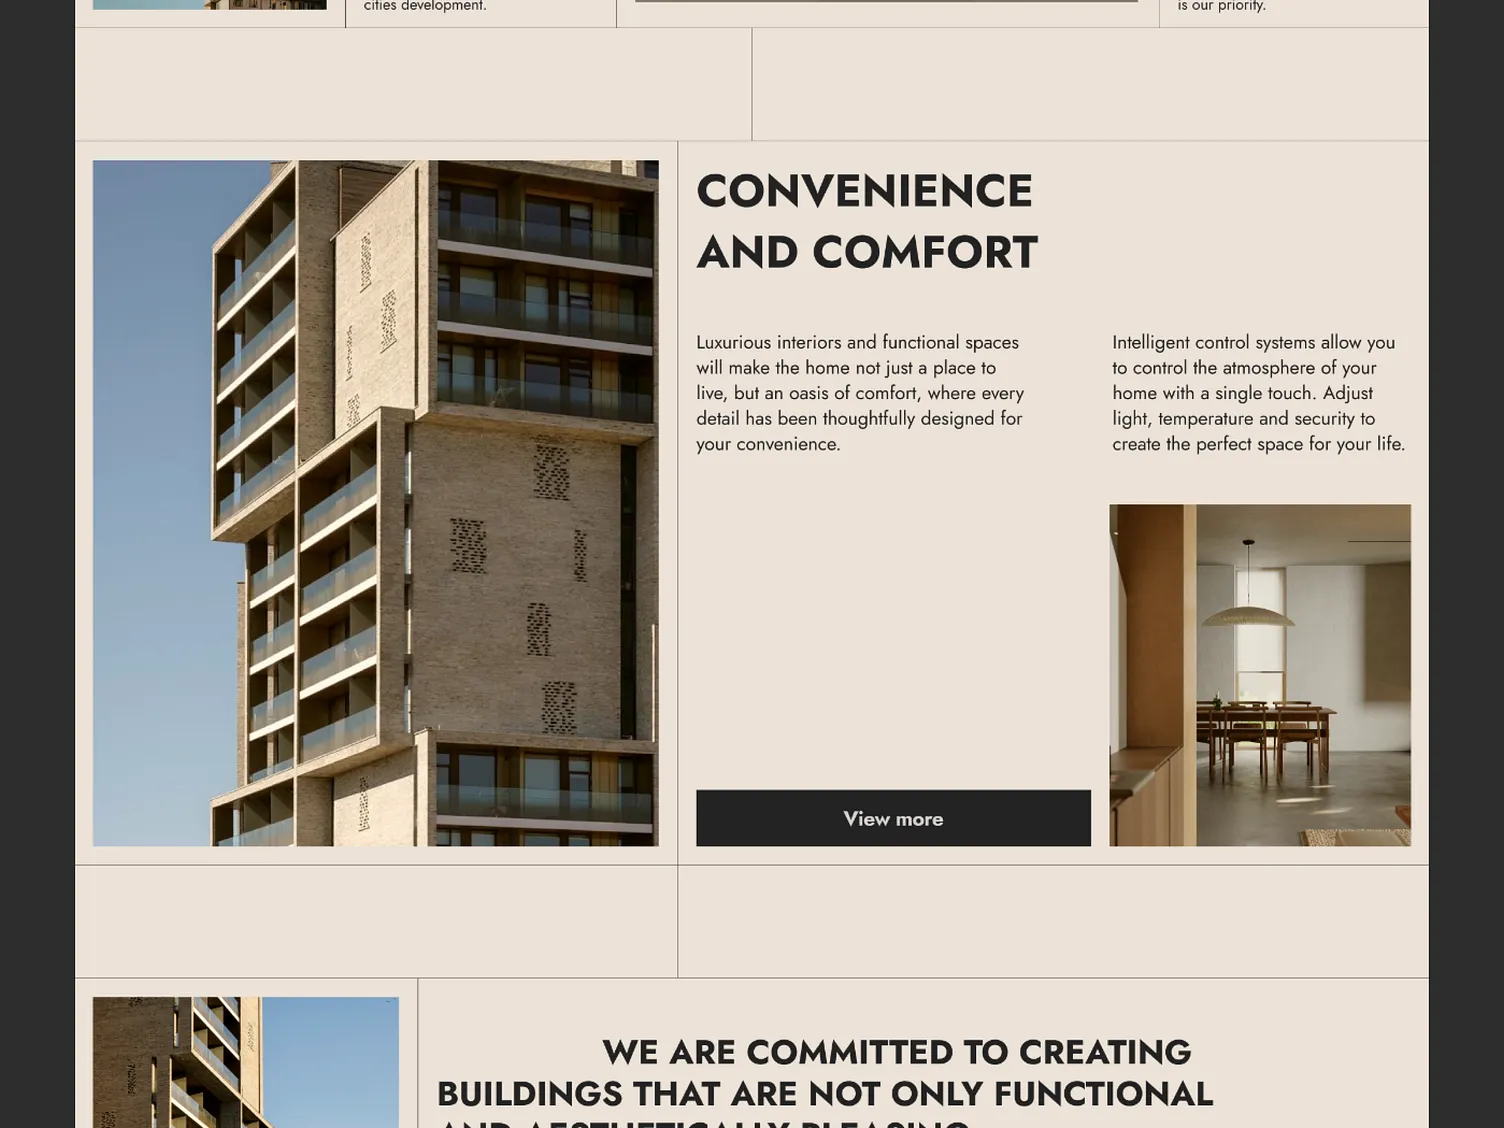 cities development.
is our priority.
CONVENIENCE
AND COMFORT
Luxurious interiors and functional spaces
will make the home not just a place to
live, but an oasis of comfort, where every
detail has been thoughtfully designed for
your convenience.
Intelligent control systems allow you
to control the atmosphere of your
home with a single touch. Adjust
light, temperature and security to
create the perfect space for your life.
View more
WE ARE COMMITTED TO CREATING
BUILDINGS THAT ARE NOT ONLY FUNCTIONAL
AND AESTHETICALLY PLEASING